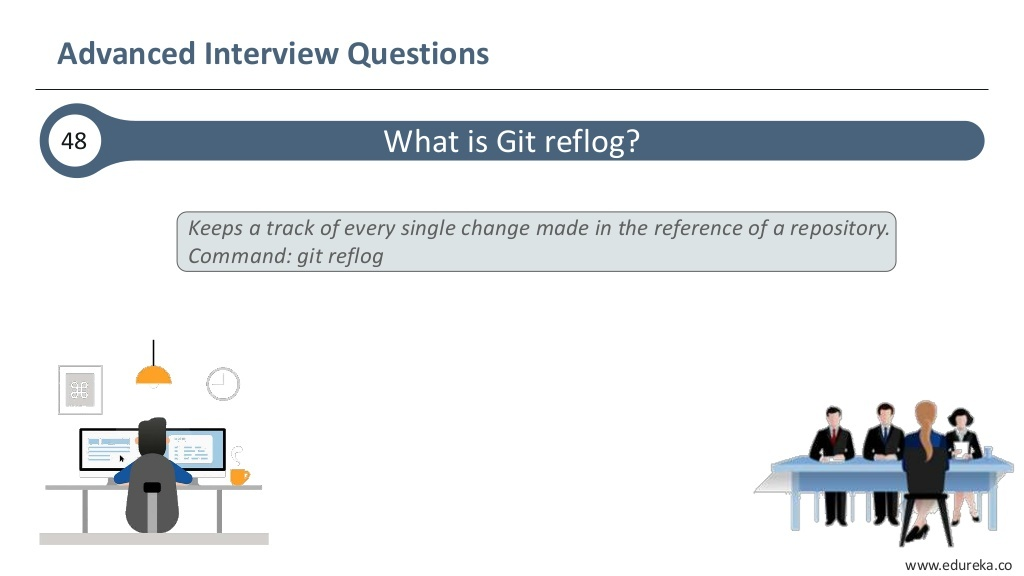 Advanced Interview Questions
48
What is Git reflog?
Keeps a track of every single change made in the reference of a repository.
Command: git reflog
www.edureka.co